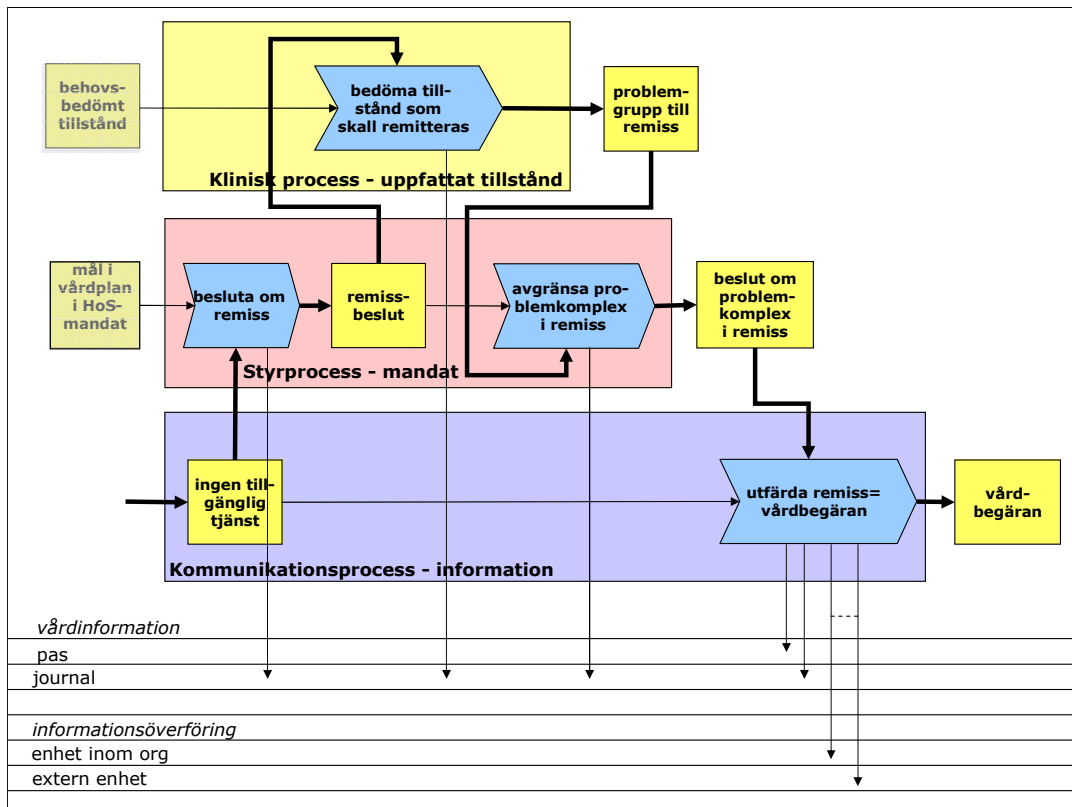 behovs-
bedömt
tillstånd
bedöma till-
stånd som
skall remitteras
problem-
grupp till
remiss
Klinisk process - uppfattat tillstånd
mål i
vårdplan
i HoS-
mandat
besluta om
remiss
remiss-
beslut
avgränsa pro-
blemkomplex
i remiss
beslut om
problem-
komplex
i remiss
Styrprocess - mandat
ingen till-
gänglig
tjänst
utfärda remiss=
vårdbegäran
vård-
begäran
Kommunikationsprocess - information
vårdinformation
pas
journal
informationsöverföring
enhet inom org
extern enhet